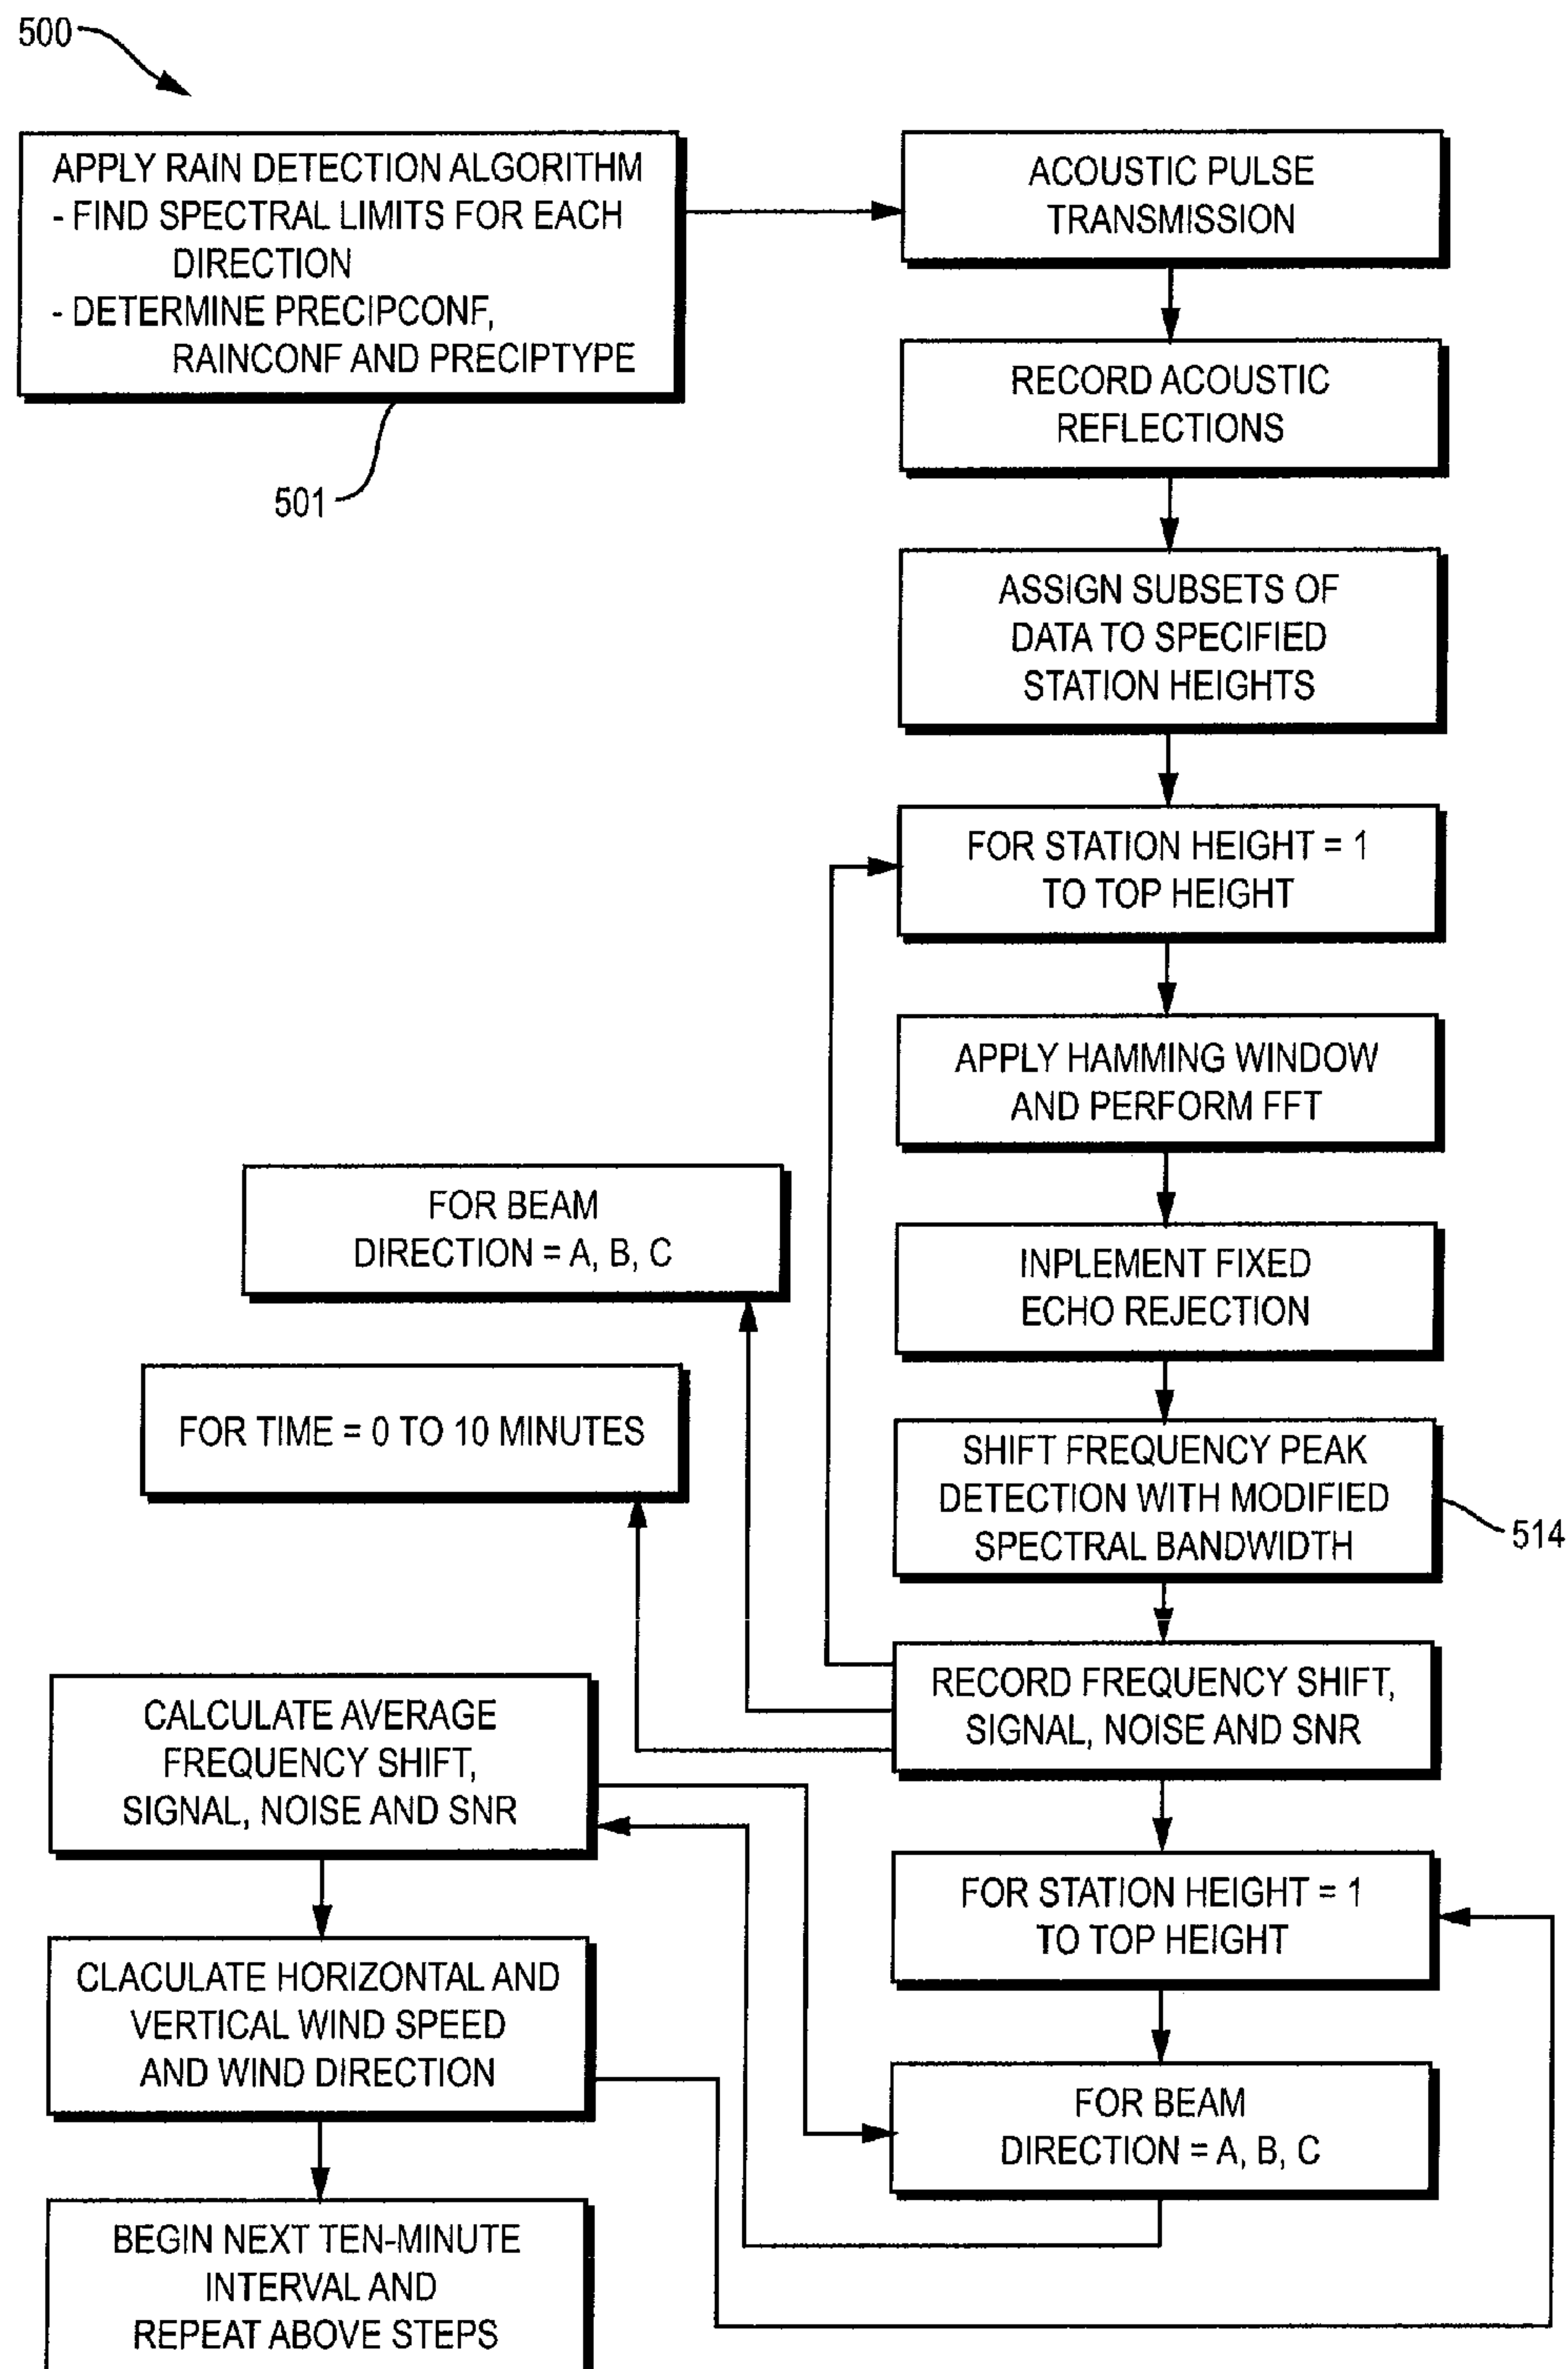 500
APPLY RAIN DETECTION ALGORITHM
- FIND SPECTRAL LIMITS FOR EACH
DIRECTION
- DETERMINE PRECIPCONF,
RAINCONF AND PRECIPTYPE
501
ACOUSTIC PULSE
TRANSMISSION
RECORD ACOUSTIC
REFLECTIONS
ASSIGN SUBSETS OF
DATA TO SPECIFIED
STATION HEIGHTS
FOR STATION HEIGHT = 1
TO TOP HEIGHT
APPLY HAMMING WINDOW
AND PERFORM FFT
INPLEMENT FIXED
ECHO REJECTION
SHIFT FREQUENCY PEAK
DETECTION WITH MODIFIED
SPECTRAL BANDWIDTH
514
RECORD FREQUENCY SHIFT,
SIGNAL, NOISE AND SNR
FOR BEAM
DIRECTION = A, B, C
FOR TIME = 0 TO 10 MINUTES
FOR STATION HEIGHT = 1
TO TOP HEIGHT
FOR BEAM
DIRECTION = A, B, C
CALCULATE AVERAGE
FREQUENCY SHIFT,
SIGNAL, NOISE AND SNR
CLACULATE HORIZONTAL AND
VERTICAL WIND SPEED
AND WIND DIRECTION
BEGIN NEXT TEN-MINUTE
INTERVAL AND
REPEAT ABOVE STEPS